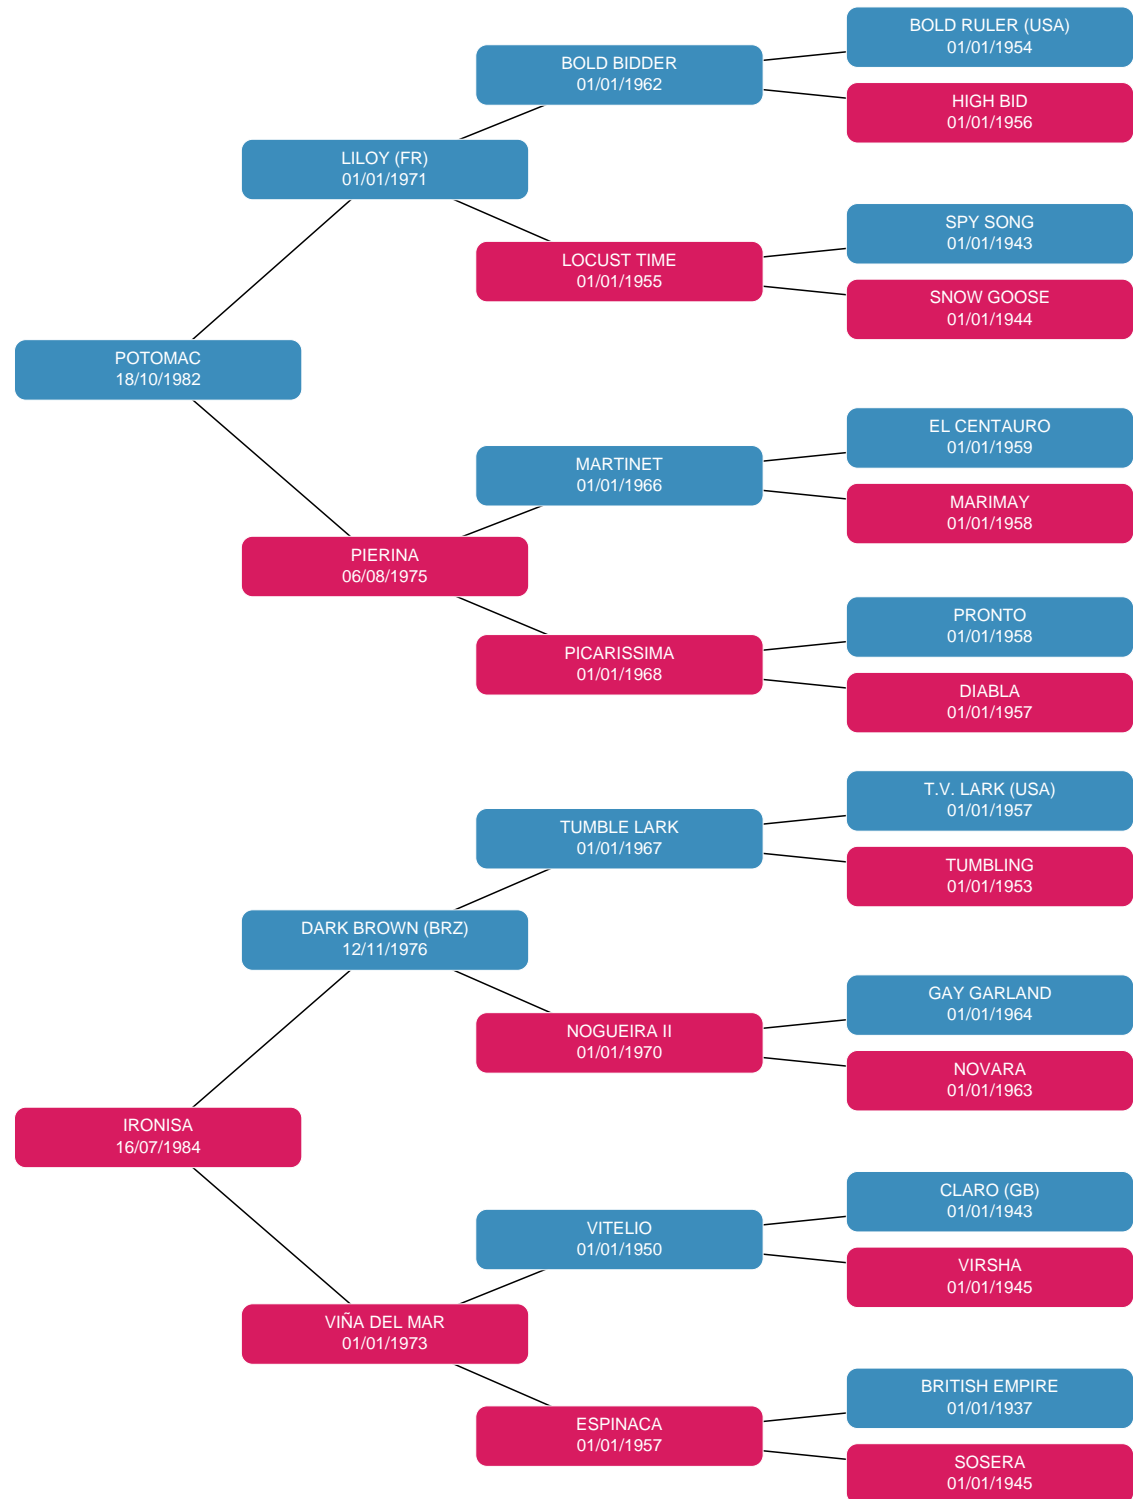 BOLD RULER (USA)
01/01/1954
BOLD BIDDER
01/01/1962
HIGH BID
01/01/1956
LILOY (FR)
01/01/1971
SPY SONG
01/01/1943
LOCUST TIME
01/01/1955
SNOW GOOSE
01/01/1944
POTOMAC
18/10/1982
EL CENTAURO
01/01/1959
MARTINET
01/01/1966
MARIMAY
01/01/1958
PIERINA
06/08/1975
PRONTO
01/01/1958
PICARISSIMA
01/01/1968
DIABLA
01/01/1957
T.V. LARK (USA)
01/01/1957
TUMBLE LARK
01/01/1967
TUMBLING
01/01/1953
DARK BROWN (BRZ)
12/11/1976
GAY GARLAND
01/01/1964
NOGUEIRA II
01/01/1970
NOVARA
01/01/1963
IRONISA
16/07/1984
CLARO (GB)
01/01/1943
VITELIO
01/01/1950
VIRSHA
01/01/1945
VIÑA DEL MAR
01/01/1973
BRITISH EMPIRE
01/01/1937
ESPINACA
01/01/1957
SOSERA
01/01/1945